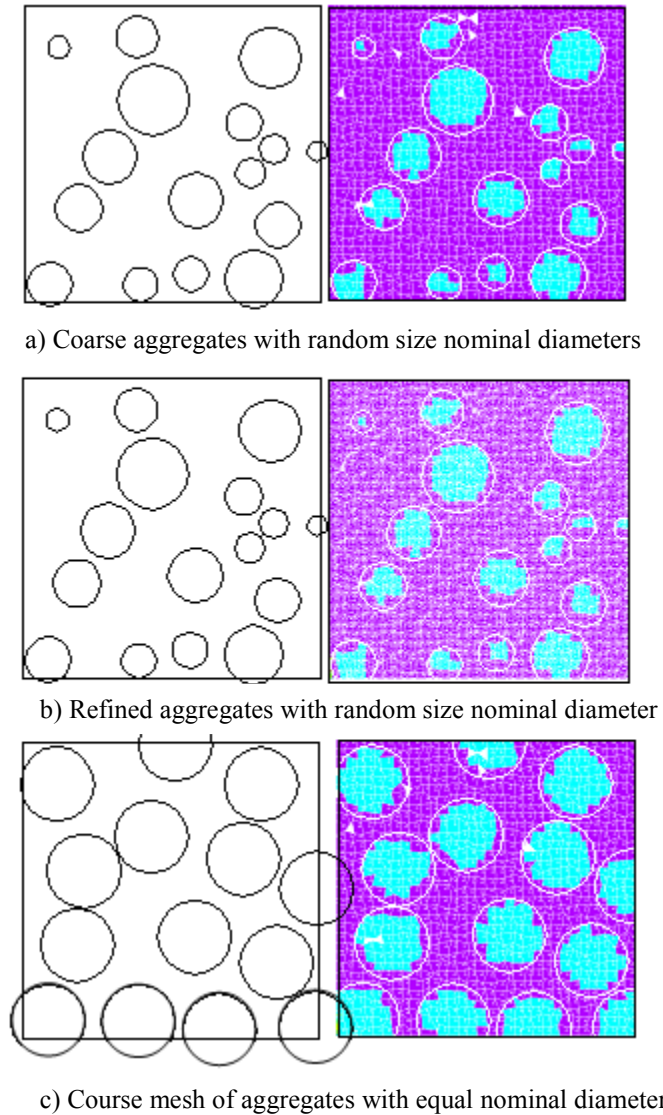 a) Coarse aggregates with random size nominal diameters
b) Refined aggregates with random size nominal diameter
c) Course mesh of aggregates with equal nominal diameter